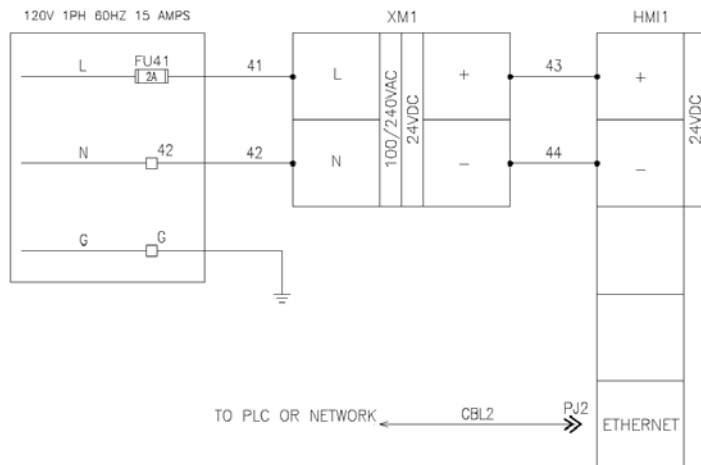 120V 1PH 60HZ 15 AMPS
XM1
HMI1
L
FU41
2A
41
L
+
43
+
100/240VAC
24VDC
24VDC
N
42
42
N
-
44
-
G
G
TO PLC OR NETWORK
CBL2
PJ2
ETHERNET